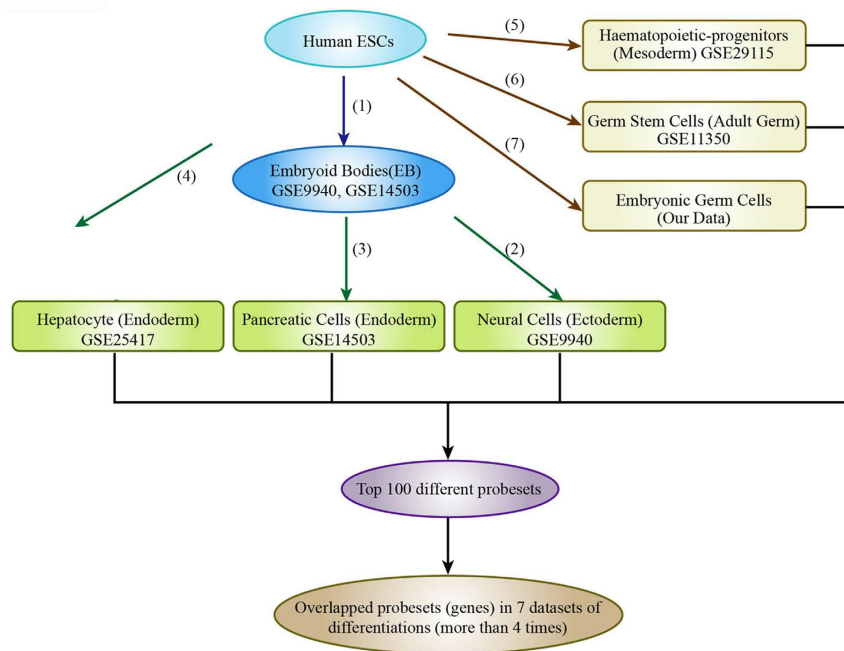 Human ESCs
(5)
Haematopoietic-progenitors
(Mesoderm) GSE29115
(6)
(1)
Germ Stem Cells (Adult Germ)
GSE11350
(7)
(4)
Embryoid Bodies(EB)
GSE9940, GSE14503
Embryonic Germ Cells
(Our Data)
(3)
(2)
Hepatocyte (Endoderm)
GSE25417
Pancreatic Cells (Endoderm)
GSE14503
Neural Cells (Ectoderm)
GSE9940
Top 100 different probesets
Overlapped probesets (genes) in 7 datasets of
differentiations (more than 4 times)